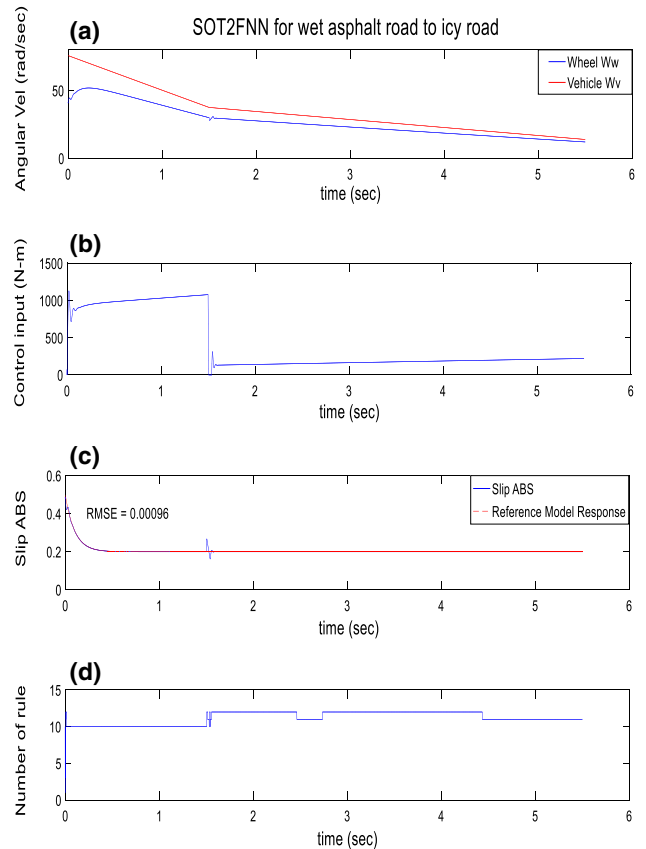 (a)
SOT2FNN for wet asphalt road to icy road
Angular Vel (rad/sec)
Wheel Ww
Vehicle Wv
50
0
0 1 2 3 4 5 6
time (sec)
(b)
Control input (N-m)
1500
1000
500
0
0 1 2 3 4 5 6
time (sec)
(c)
Slip ABS
0.6
0.4
0.2
0
RMSE = 0.00096
Slip ABS
Reference Model Response
0 1 2 3 4 5 6
time (sec)
(d)
Number of rule
15
10
5
0
0 1 2 3 4 5 6
time (sec)